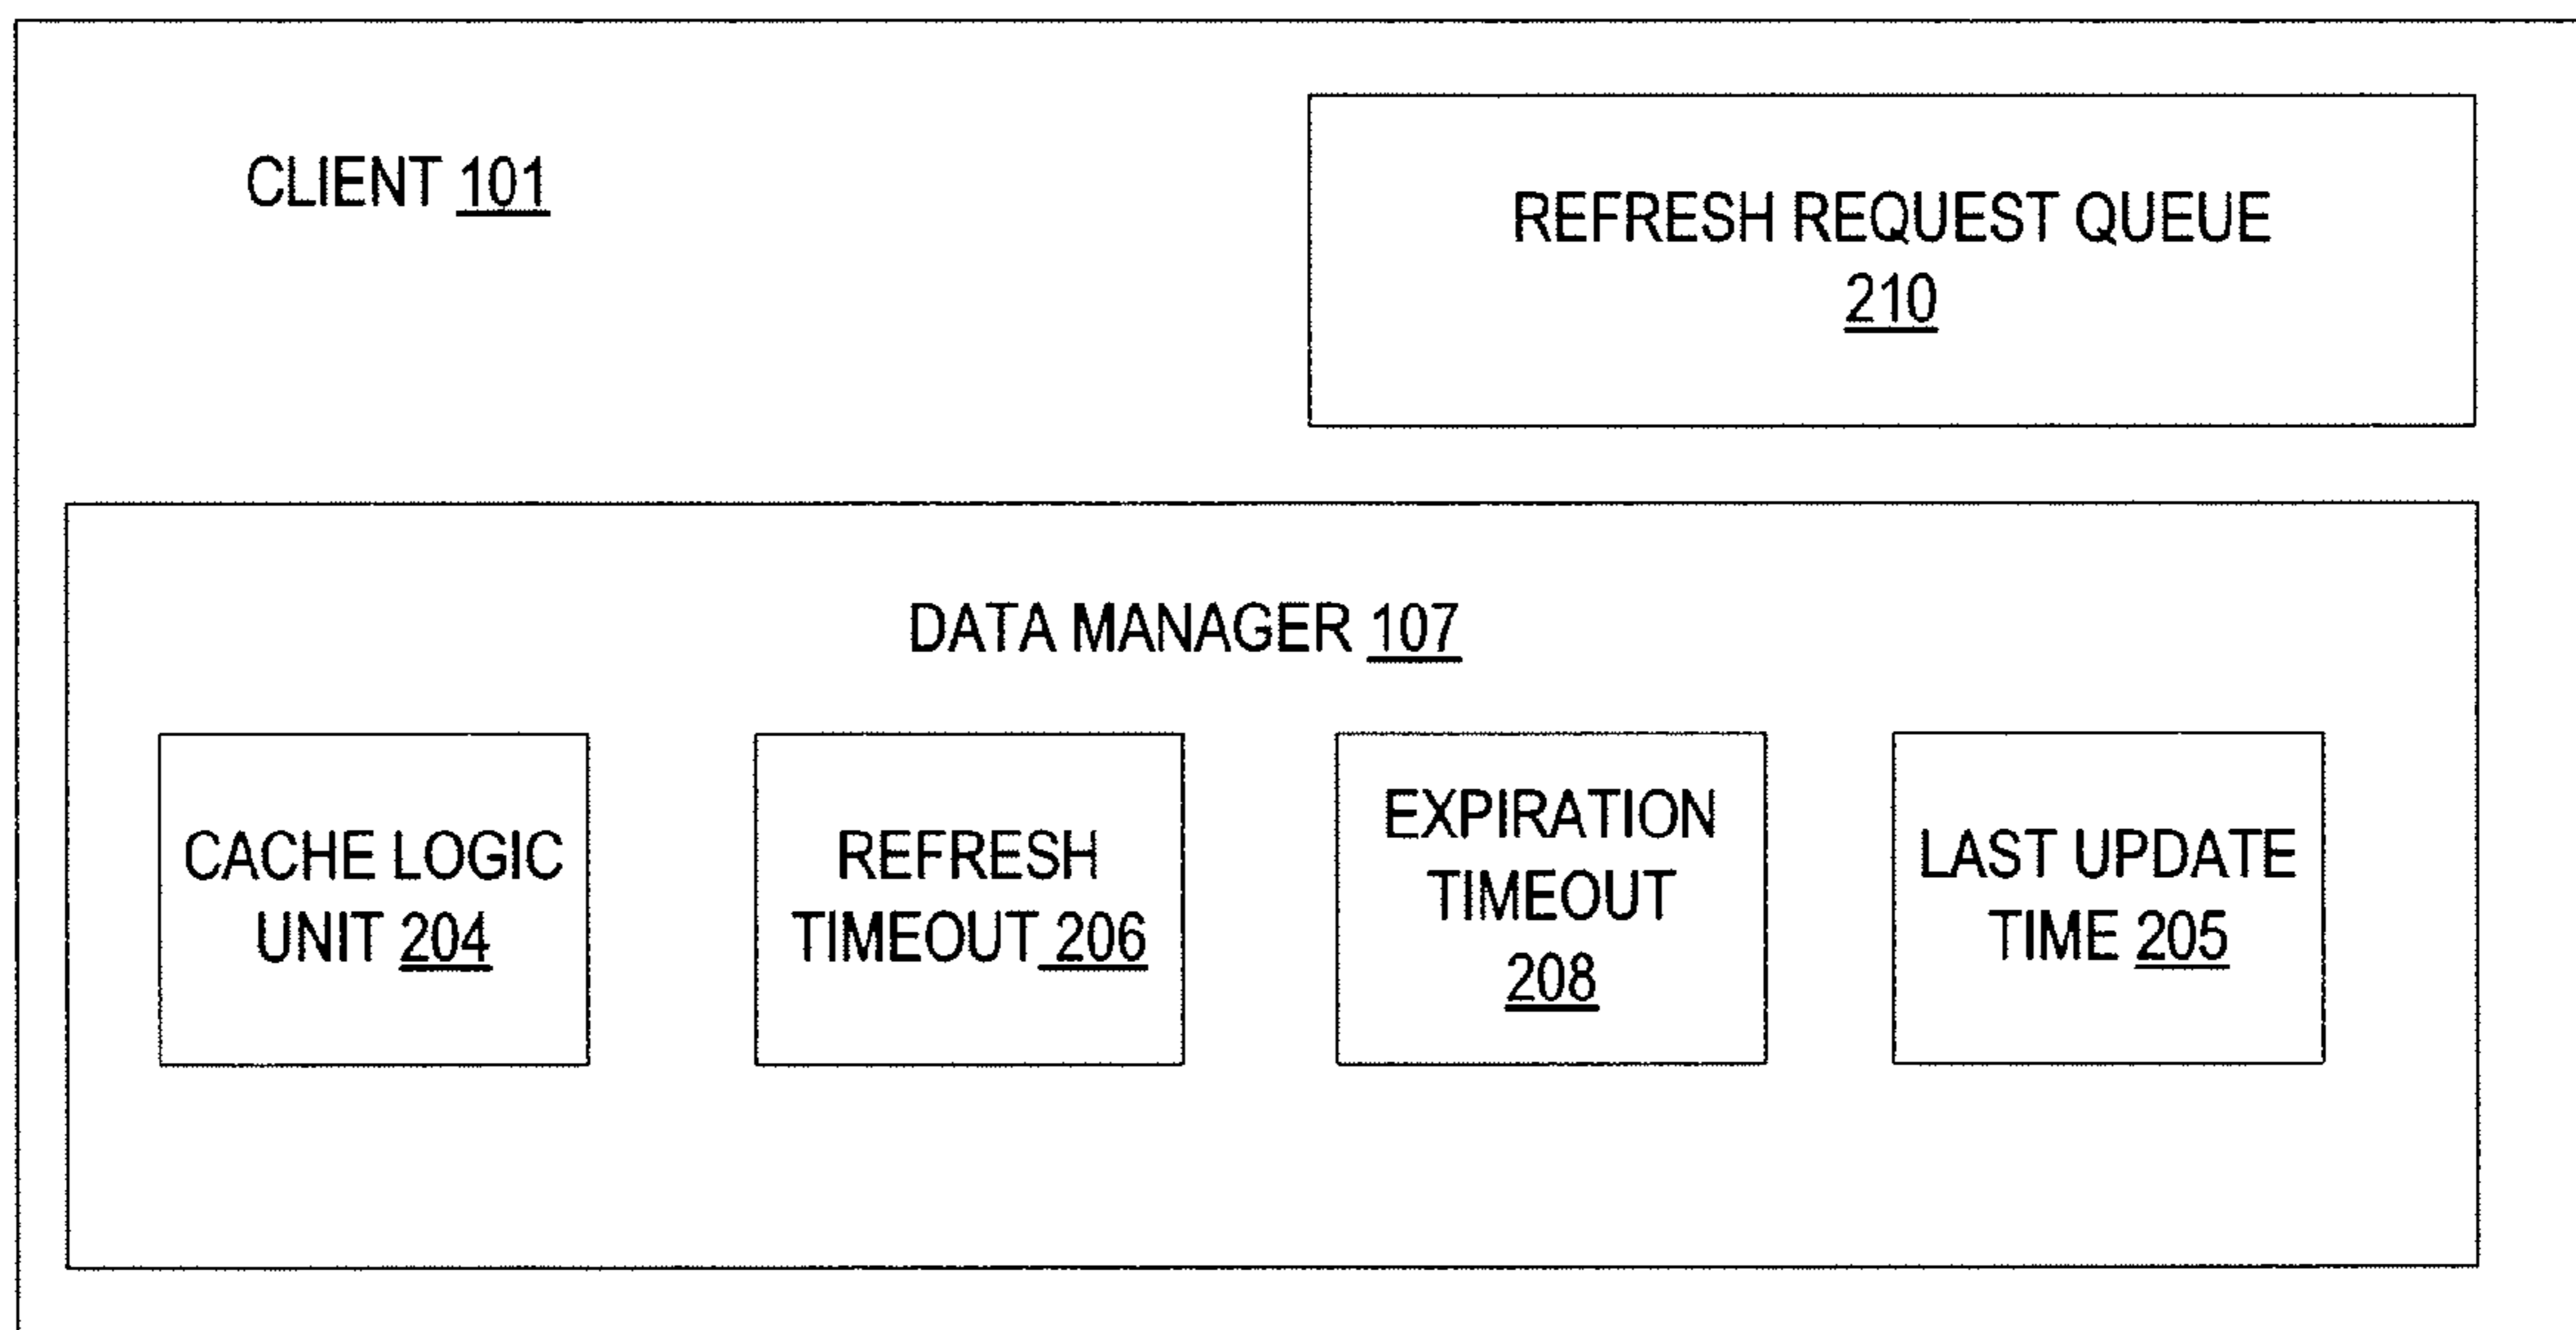 CLIENT 101
REFRESH REQUEST QUEUE
210
DATA MANAGER 107
CACHE LOGIC
UNIT 204
REFRESH
TIMEOUT 206
EXPIRATION
TIMEOUT
208
LAST UPDATE
TIME 205